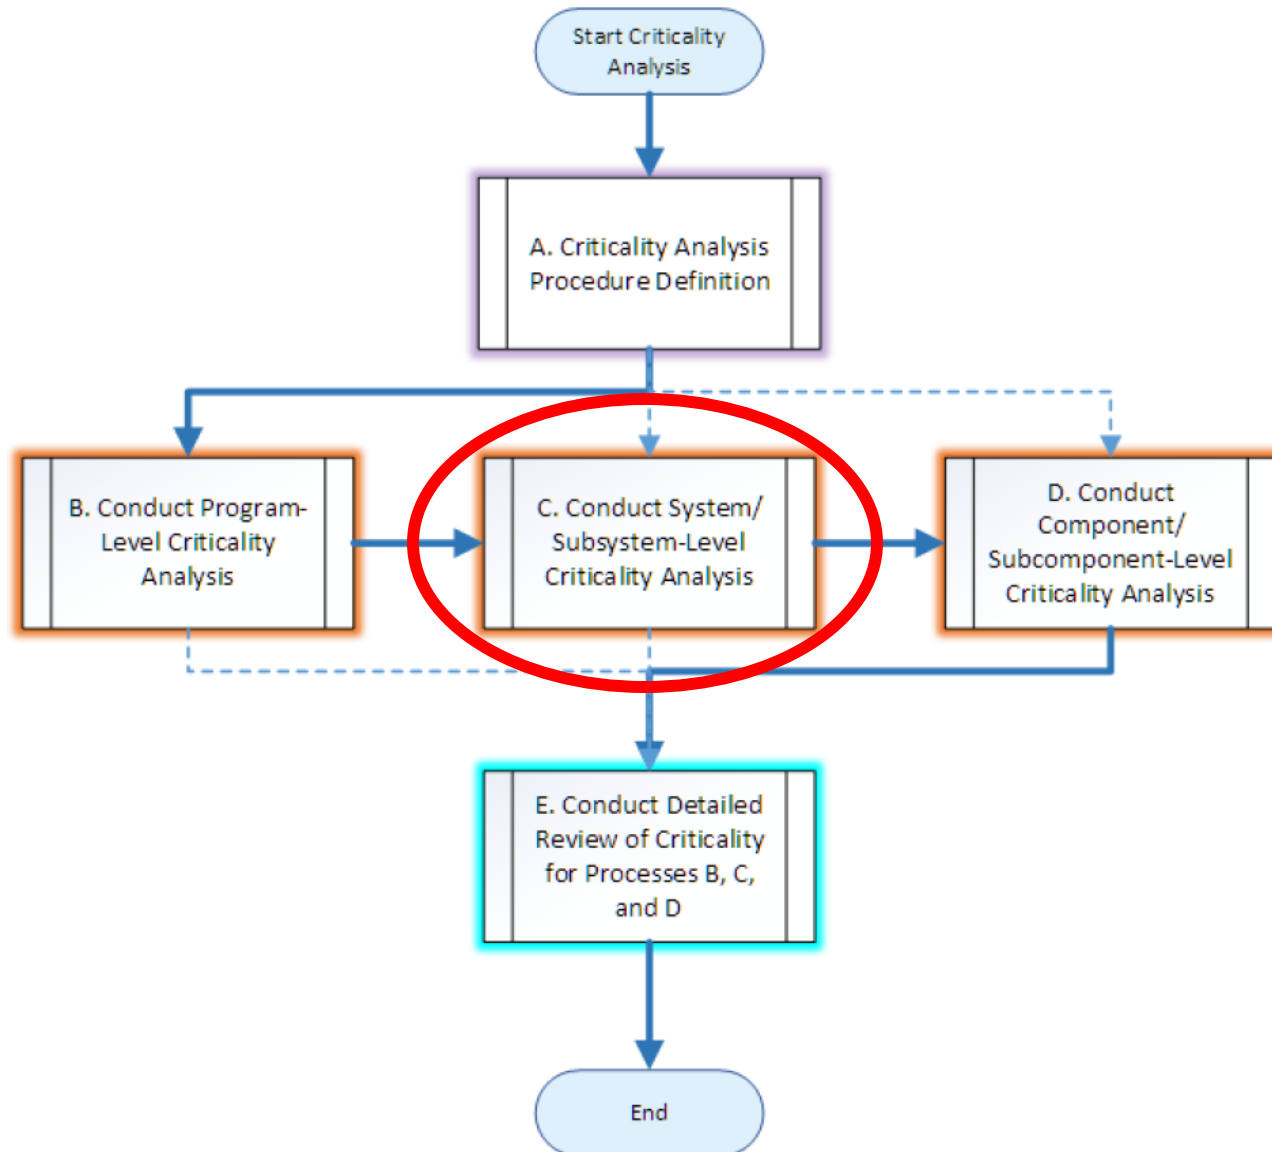 Start Criticality
Analysis
A. Criticality Analysis
Procedure Definition
B. Conduct Program-
Level Criticality
Analysis
C. Conduct System/
Subsystem-Level
Criticality Analysis
D. Conduct
Component/
Subcomponent-Level
Criticality Analysis
E. Conduct Detailed
Review of Criticality
for Processes B, C,
and D
End